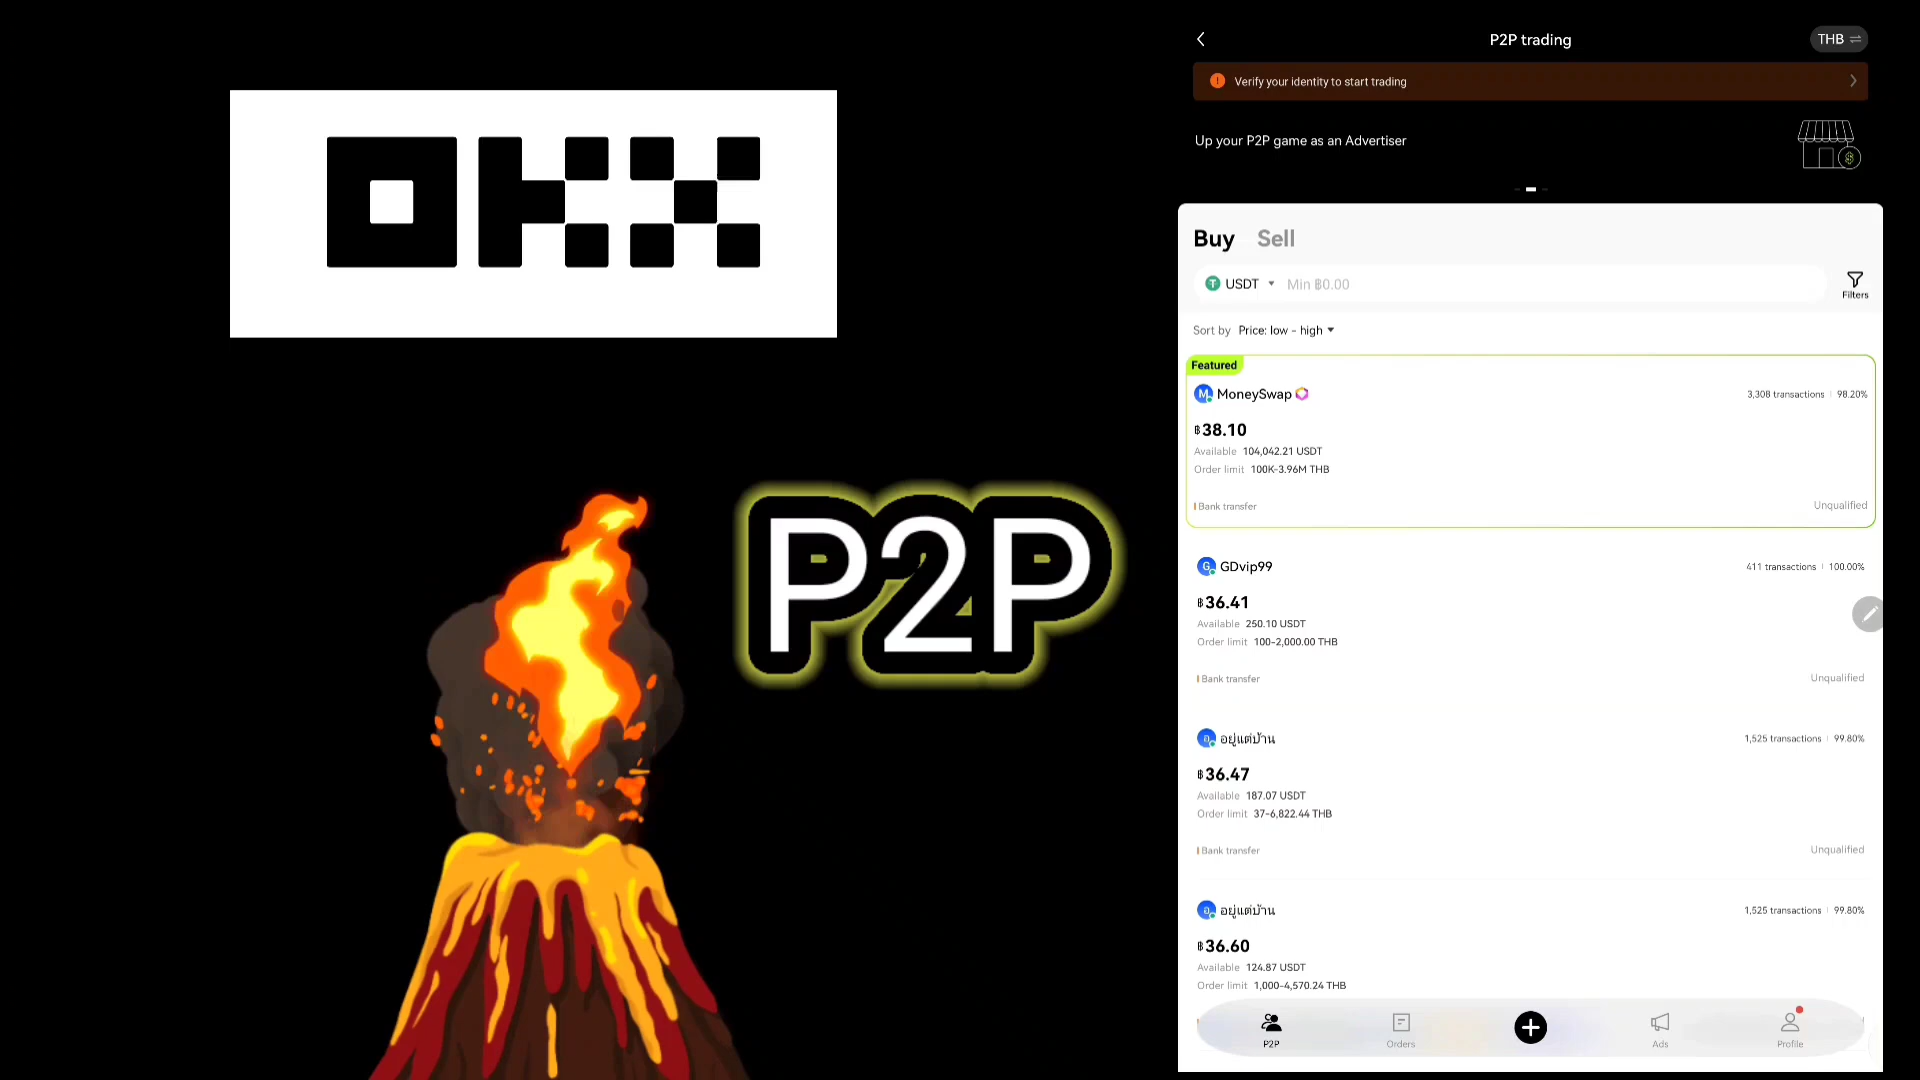 OKX
P2P
P2P trading
THB
Verify your identity to start trading
Up your P2P game as an Advertiser
Buy Sell
USDT Min ฿0.00
Filters
Sort by Price: low - high
Featured
M MoneySwap 3,308 transactions 98.20%
฿38.10
Available 104,042.21 USDT
Order limit 100K-3.96M THB
Bank transfer Unqualified
G GDvip99 411 transactions 100.00%
฿36.41
Available 250.10 USDT
Order limit 100-2,000.00 THB
Bank transfer Unqualified
อ อยู่แต่บ้าน 1,525 transactions 99.80%
฿36.47
Available 187.07 USDT
Order limit 37-6,822.44 THB
Bank transfer Unqualified
อ อยู่แต่บ้าน 1,525 transactions 99.80%
฿36.60
Available 124.87 USDT
Order limit 1,000-4,570.24 THB
P2P Orders Ads Profile